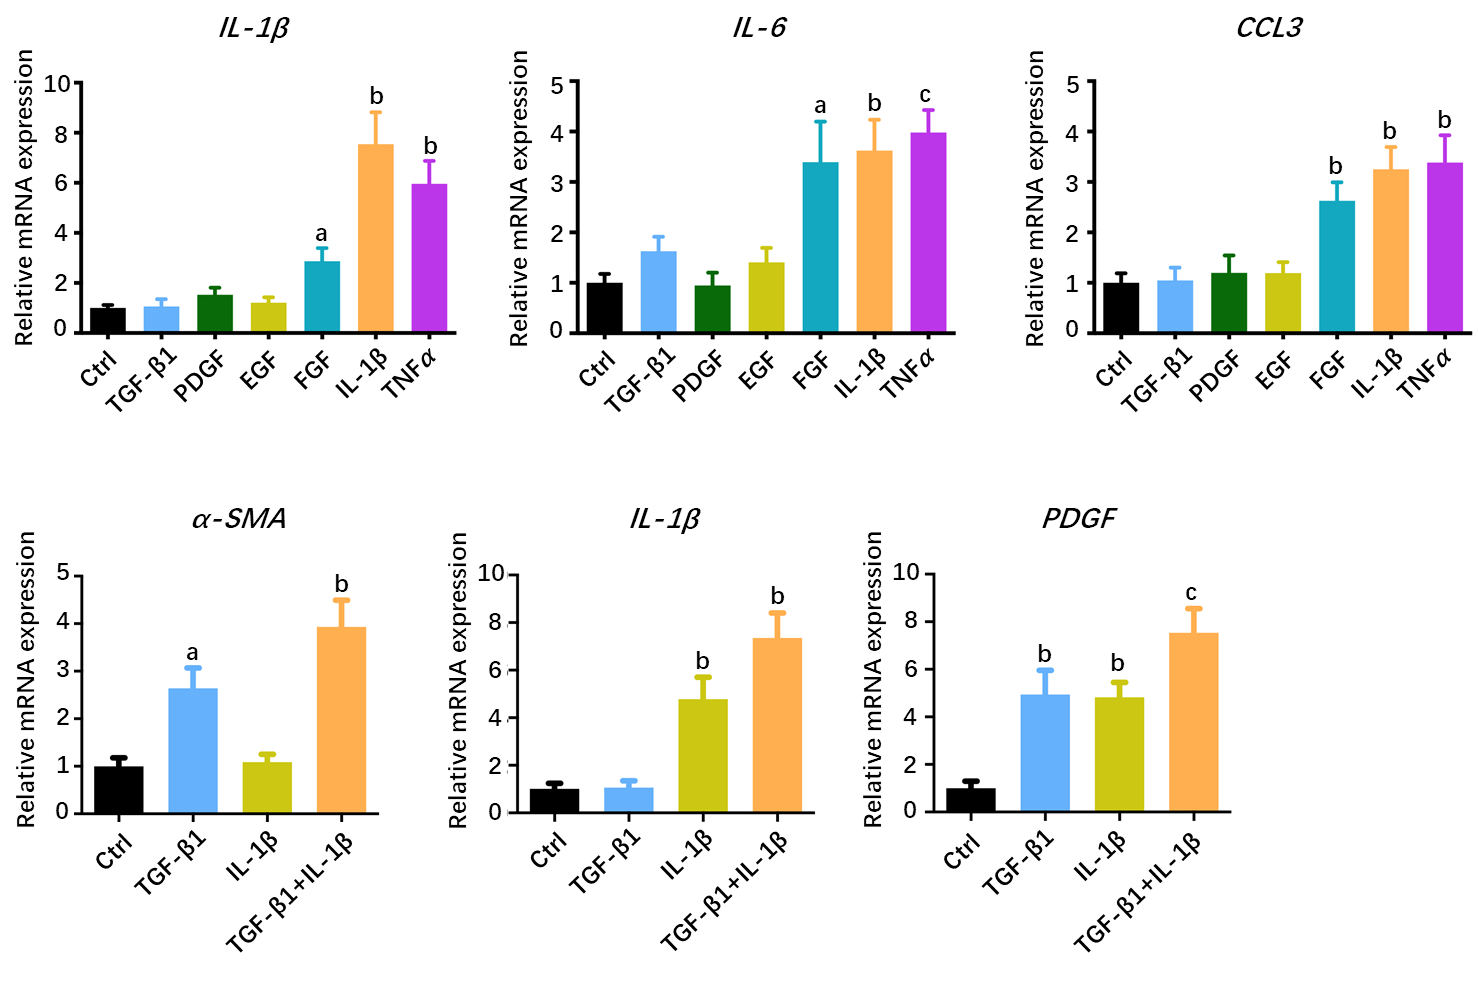 IL-1β
Relative mRNA expression
10
8
6
4
2
0
a
b
b
Ctrl
TGF-β1
PDGF
EGF
FGF
IL-1β
TNFα
IL-6
Relative mRNA expression
5
4
3
2
1
0
a
b
c
Ctrl
TGF-β1
PDGF
EGF
FGF
IL-1β
TNFα
CCL3
Relative mRNA expression
5
4
3
2
1
0
b
b
b
Ctrl
TGF-β1
PDGF
EGF
FGF
IL-1β
TNFα
α-SMA
Relative mRNA expression
5
4
3
2
1
0
a
b
Ctrl
TGF-β1
IL-1β
TGF-β1+IL-1β
IL-1β
Relative mRNA expression
10
8
6
4
2
0
b
b
Ctrl
TGF-β1
IL-1β
TGF-β1+IL-1β
PDGF
Relative mRNA expression
10
8
6
4
2
0
b
b
c
Ctrl
TGF-β1
IL-1β
TGF-β1+IL-1β